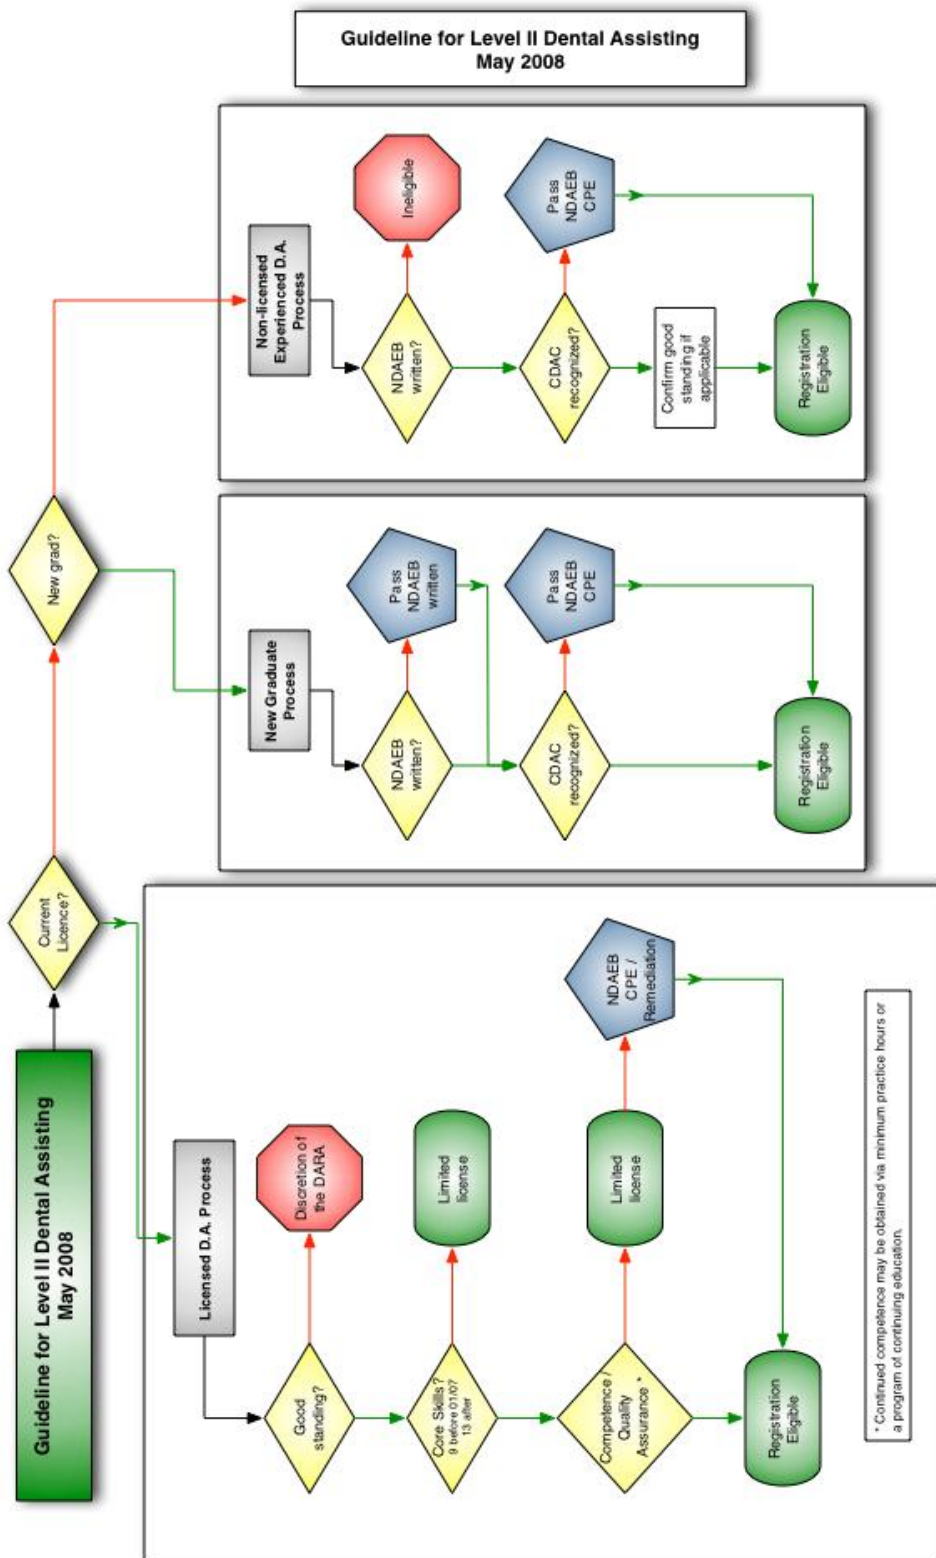 Guideline for Level II Dental Assisting
May 2008
Guideline for Level II Dental Assisting
May 2008
Current
Licence?
New grad?
Licensed D.A. Process
Good
standing?
Discretion of
the DARA
Core Skills?
9 before 01/07
13 after
Limited
license
Competence /
Quality
Assurance *
Limited
license
NDAEB
CPE /
Remediation
Registration
Eligible
* Continued competence may be obtained via minimum practice hours or
a program of continuing education.
New Graduate
Process
NDAEB
written?
Pass
NDAEB
written
CDAC
recognized?
Pass
NDAEB
CPE
Registration
Eligible
Non-licensed
Experienced D.A.
Process
NDAEB
written?
Ineligible
CDAC
recognized?
Pass
NDAEB
CPE
Confirm good
standing if
applicable
Registration
Eligible